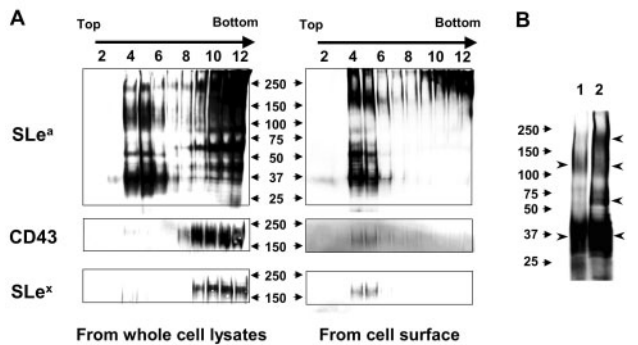 A
Top Bottom Top Bottom
B
2 4 6 8 10 12 2 4 6 8 10 12
1 2
SLeᵃ
250
150
100
75
50
37
25
CD43
250
150
SLeˣ
250
150
250
150
100
75
50
37
25
From whole cell lysates From cell surface